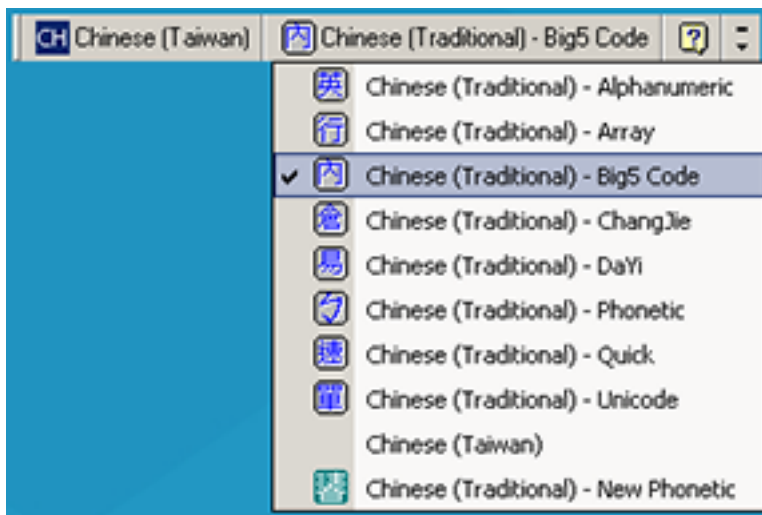 CH Chinese (Taiwan) 內 Chinese (Traditional) - Big5 Code ?
英 Chinese (Traditional) - Alphanumeric
行 Chinese (Traditional) - Array
✓ 內 Chinese (Traditional) - Big5 Code
倉 Chinese (Traditional) - ChangJie
易 Chinese (Traditional) - DaYi
ㄅ Chinese (Traditional) - Phonetic
速 Chinese (Traditional) - Quick
單 Chinese (Traditional) - Unicode
Chinese (Taiwan)
Chinese (Traditional) - New Phonetic